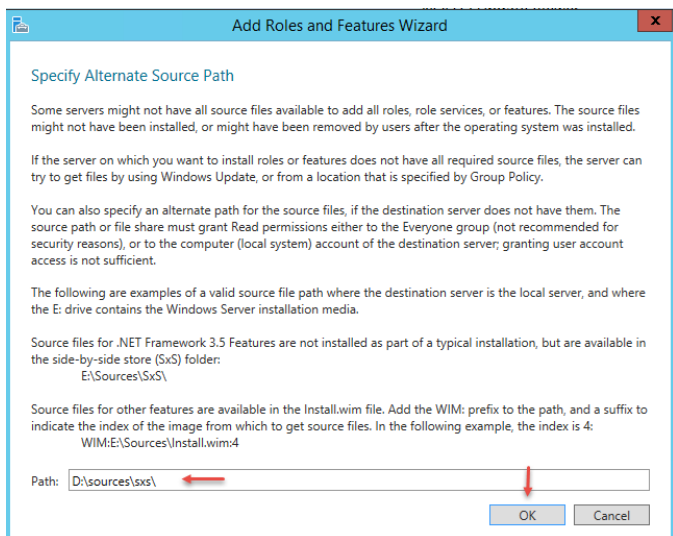 Add Roles and Features Wizard
x
Specify Alternate Source Path
Some servers might not have all source files available to add all roles, role services, or features. The source files
might not have been installed, or might have been removed by users after the operating system was installed.
If the server on which you want to install roles or features does not have all required source files, the server can
try to get files by using Windows Update, or from a location that is specified by Group Policy.
You can also specify an alternate path for the source files, if the destination server does not have them. The
source path or file share must grant Read permissions either to the Everyone group (not recommended for
security reasons), or to the computer (local system) account of the destination server; granting user account
access is not sufficient.
The following are examples of a valid source file path where the destination server is the local server, and where
the E: drive contains the Windows Server installation media.
Source files for .NET Framework 3.5 Features are not installed as part of a typical installation, but are available in
the side-by-side store (SxS) folder:
E:\Sources\SxS\
Source files for other features are available in the Install.wim file. Add the WIM: prefix to the path, and a suffix to
indicate the index of the image from which to get source files. In the following example, the index is 4:
WIM:E:\Sources\Install.wim:4
Path: D:\sources\sxs\
OK Cancel